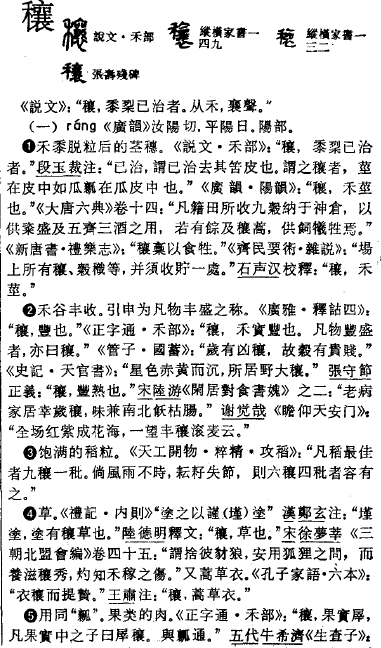 穰
説文·禾部
縱橫家書一四九
縱橫家書一三二
張壽殘碑
《説文》：“穰，黍䅣已治者。从禾，襄聲。”
（一）ráng《廣韻》汝陽切，平陽日。陽部。
❶禾黍脱粒后的茎穗。《説文·禾部》：“穰，黍䅣已治
者。”段玉裁注：“已治，謂已治去其箬皮也。謂之穰者，莖
在皮中如瓜瓤在瓜皮中也。”《廣韻·陽韻》：“穰，禾莖
也。”《大唐六典》卷十四：“凡籍田所收九穀納于神倉，以
供粢盛及五齊三酒之用，若有餘及穰藁，供飼犧牲焉。”
《新唐書·禮樂志》：“穰藁以食牲。”《齊民要術·雜説》：“場
上所有穰、穀䅳等，并须收貯一處。”石声汉校釋：“穰，禾
莖。”
❷禾谷丰收。引申为凡物丰盛之称。《廣雅·釋詁四》：
“穰，豐也。”《正字通·禾部》：“穰，禾實豐也。凡物豐盛
者，亦曰穰。”《管子·國蓄》：“歲有凶穰，故穀有貴賤。”
《史記·天官書》：“星色赤黄而沉，所居野大穰。”張守節
正義：“穰，豐熟也。”宋陸游《閑居對食書媿》之二：“老病
家居幸歲穰，味兼南北飫枯腸。”谢觉哉《瞻仰天安门》：
“全场红紫成花海，一望丰穰滚麦云。”
❸饱满的稻粒。《天工開物·粹精·攻稻》：“凡稻最佳
者九穰一秕。倘風雨不時，耘耔失節，則六穰四秕者容有
之。”
❹草。《禮記·内則》“塗之以謹（墐）塗”漢鄭玄注：“墐
塗，塗有穰草也。”陸德明釋文：“穰，草也。”宋徐夢莘《三
朝北盟會編》卷四十五：“謂捨彼豺狼，安用狐狸之問，而
養滋穰秀，灼知禾稼之傷。”又蒿草衣。《孔子家語·六本》：
“衣穰而提贄。”王肅注：“穰，蒿草衣。”
❺用同“瓤”。果类的肉。《正字通·禾部》：“穰，果實犀，
凡果實中之子曰犀穰。與瓤通。”五代牛希濟《生查子》：